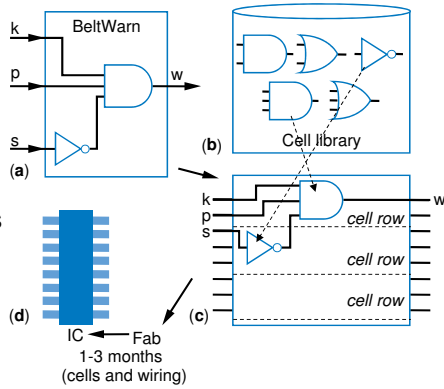 k
BeltWarn
p
w
s
(a)
(b)
Cell library
k
w
p
cell row
s
s
cell row
cell row
(d)
(c)
IC
Fab
1-3 months
(cells and wiring)